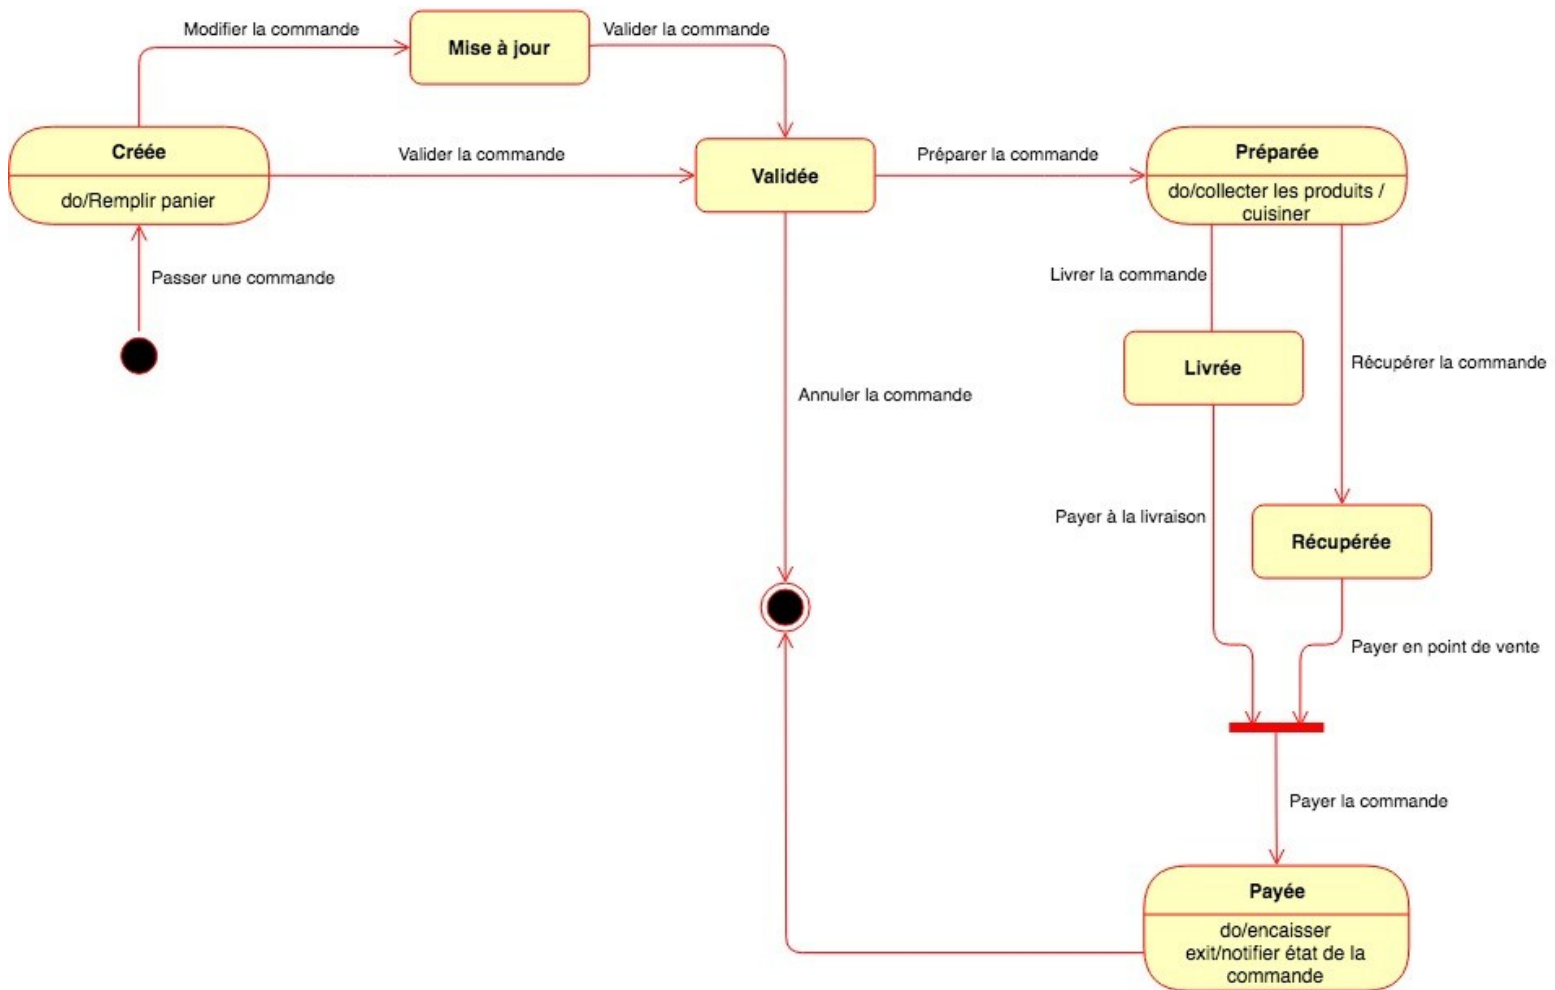 Modifier la commande
Mise à jour
Valider la commande
Créée
do/Remplir panier
Valider la commande
Validée
Préparer la commande
Préparée
do/collecter les produits /
cuisiner
Passer une commande
Livrer la commande
Livrée
Récupérer la commande
Annuler la commande
Payer à la livraison
Récupérée
Payer en point de vente
Payer la commande
Payée
do/encaisser
exit/notifier état de la
commande